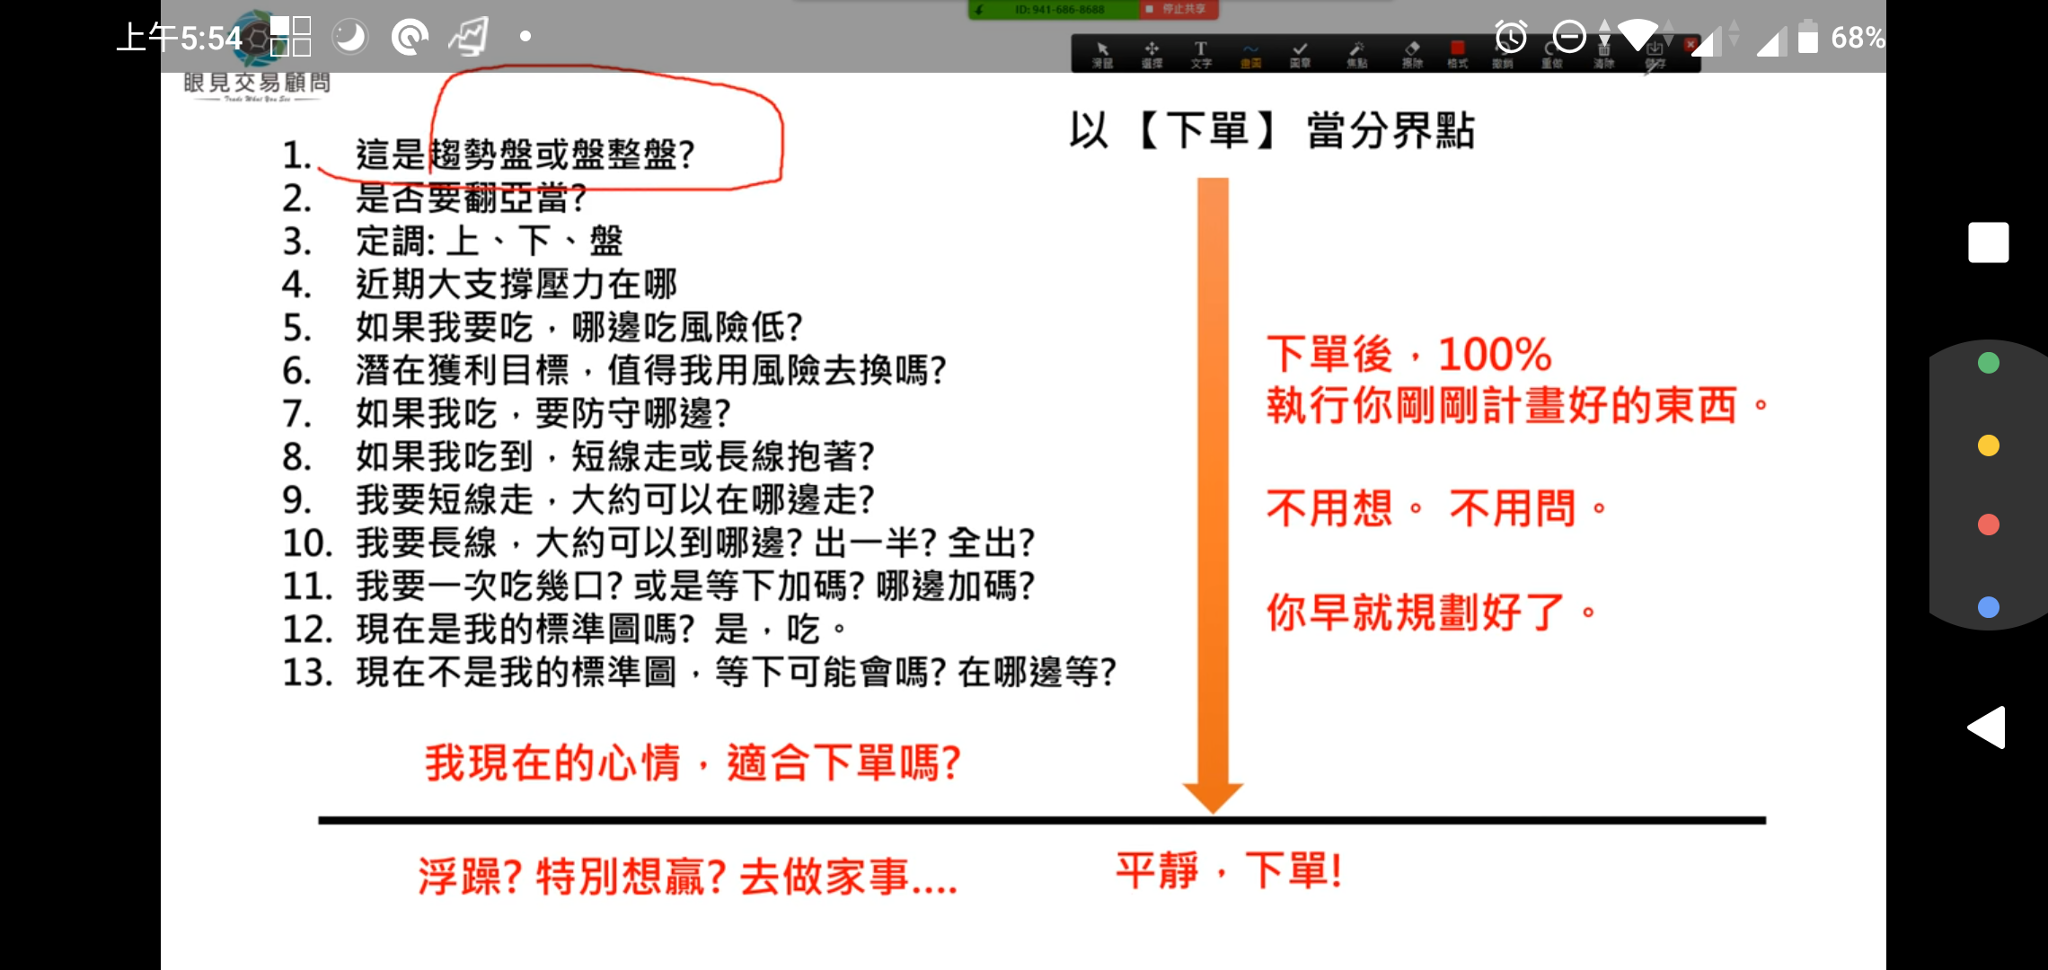 上午5:54
68%
ID: 941-686-8688
停止共享
滑鼠 選擇 文字 畫圖 圖章 焦點 擦除 格式 撤銷 重做 清除 儲存
眼見交易顧問
Trade What You See
以【下單】當分界點
1. 這是趨勢盤或盤整盤?
2. 是否要翻亞當?
3. 定調: 上、下、盤
4. 近期大支撐壓力在哪
5. 如果我要吃，哪邊吃風險低?
6. 潛在獲利目標，值得我用風險去換嗎?
7. 如果我吃，要防守哪邊?
8. 如果我吃到，短線走或長線抱著?
9. 我要短線走，大約可以在哪邊走?
10. 我要長線，大約可以到哪邊? 出一半? 全出?
11. 我要一次吃幾口? 或是等下加碼? 哪邊加碼?
12. 現在是我的標準圖嗎? 是，吃。
13. 現在不是我的標準圖，等下可能會嗎? 在哪邊等?
下單後，100%
執行你剛剛計畫好的東西。
不用想。 不用問。
你早就規劃好了。
我現在的心情，適合下單嗎?
浮躁? 特別想贏? 去做家事....
平靜，下單!